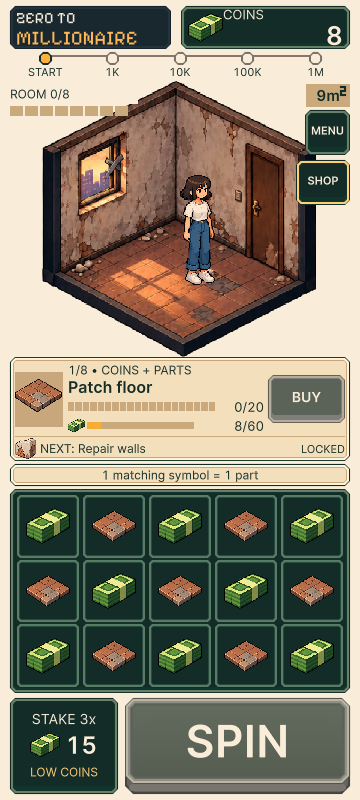 ZERO TO
MILLIONAIRE
COINS
8
START 1K 10K 100K 1M
ROOM 0/8
9m²
MENU
SHOP
1/8 • COINS + PARTS
Patch floor
0/20
8/60
BUY
NEXT: Repair walls
LOCKED
1 matching symbol = 1 part
STAKE 3x
15
LOW COINS
SPIN